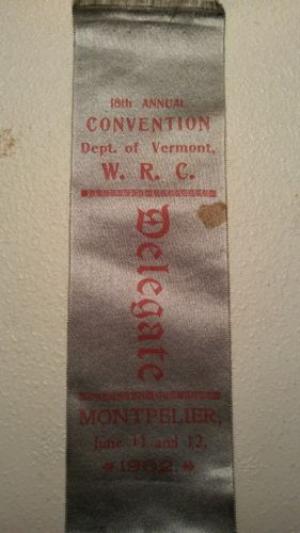 18th ANNUAL
CONVENTION
Dept. of Vermont,
W. R. C.
Delegate
MONTPELIER,
June 11 and 12,
1902